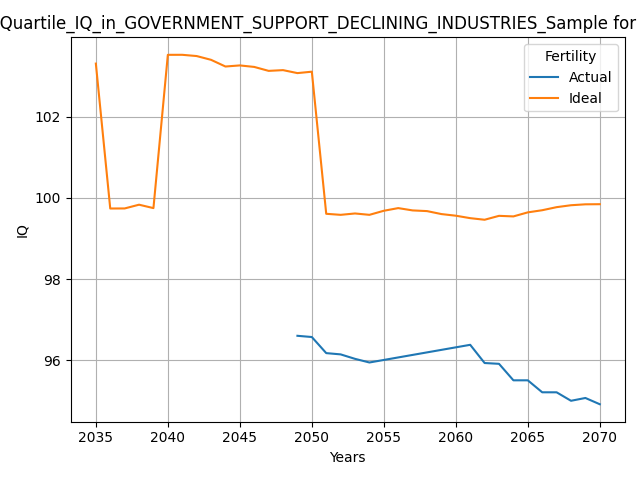 Quartile_IQ_in_GOVERNMENT_SUPPORT_DECLINING_INDUSTRIES_Sample for
Fertility
Actual
Ideal
102
100
98
96
IQ
2035 2040 2045 2050 2055 2060 2065 2070
Years